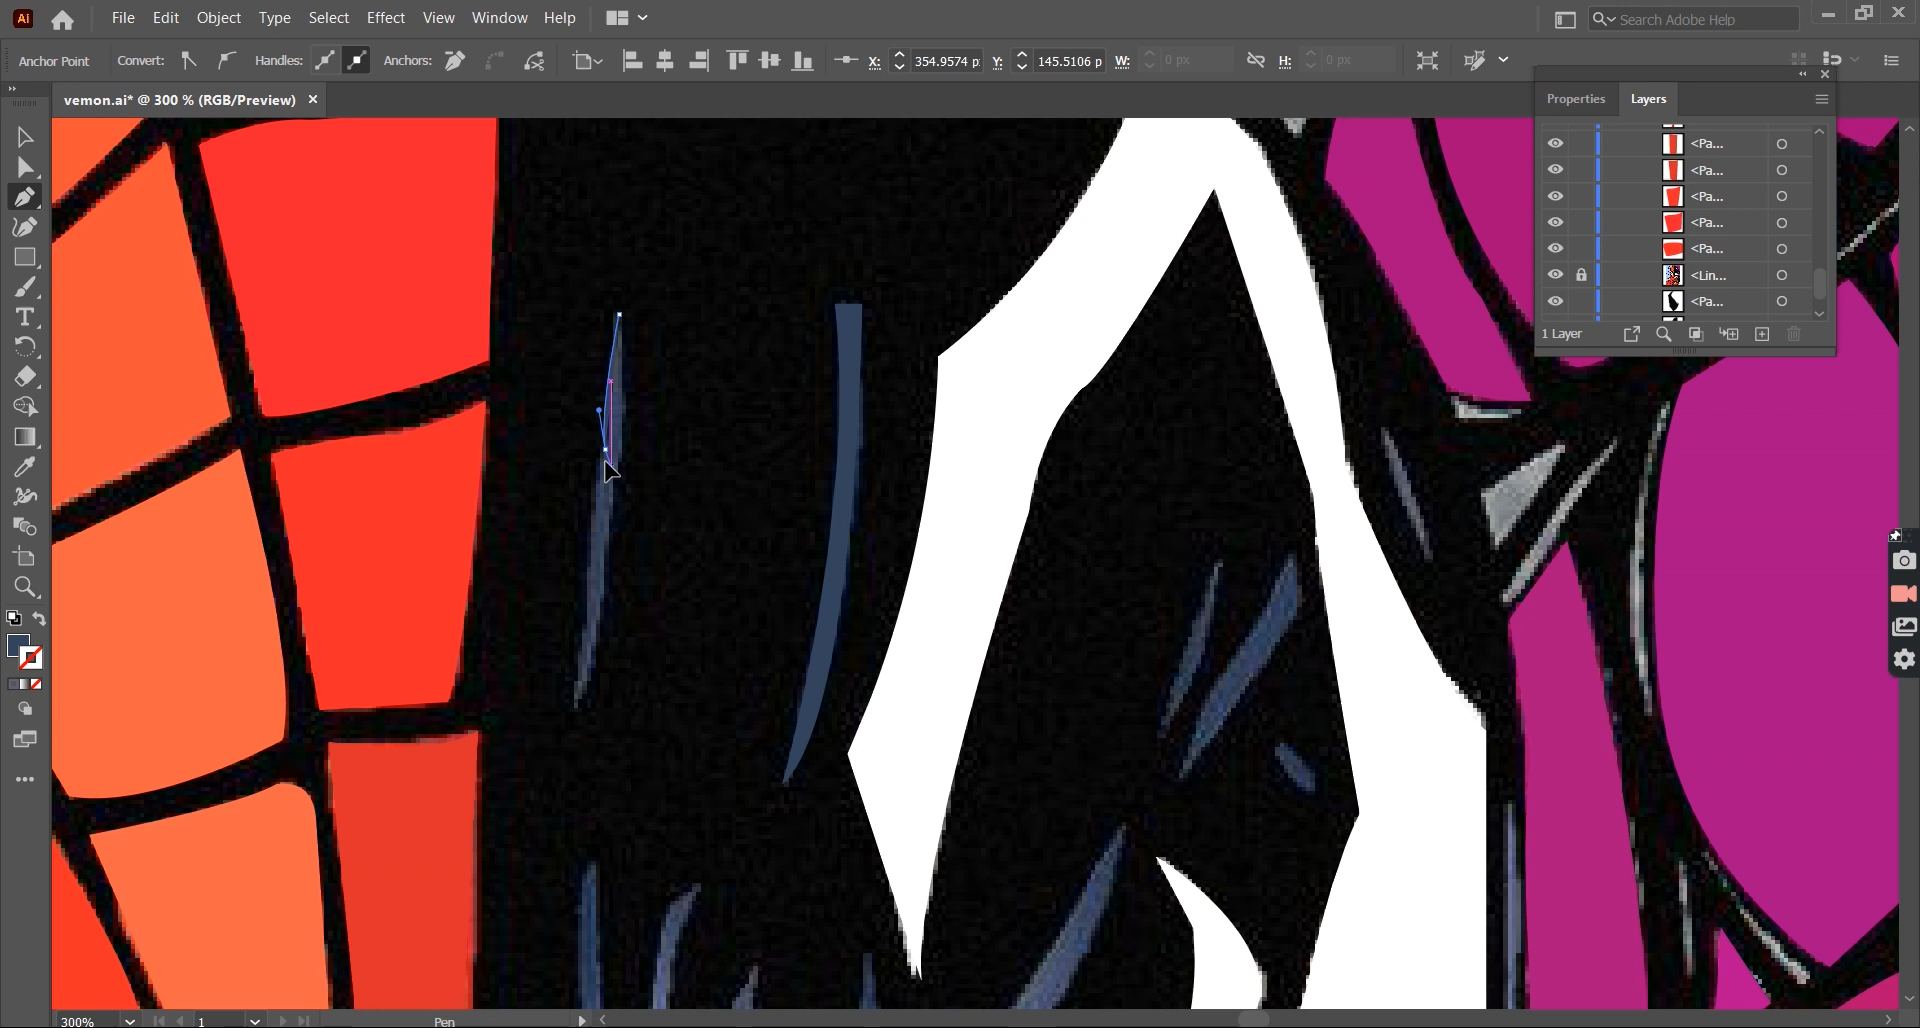 Ai File Edit Object Type Select Effect View Window Help Search Adobe Help
Anchor Point Convert: Handles: Anchors: X: 354.9574 p Y: 145.5106 p W: 0 px H: 0 px
vemon.ai* @ 300 % (RGB/Preview)
Properties Layers
<Pa...
<Pa...
<Pa...
<Pa...
<Pa...
<Lin...
<Pa...
1 Layer
300% 1 Pen